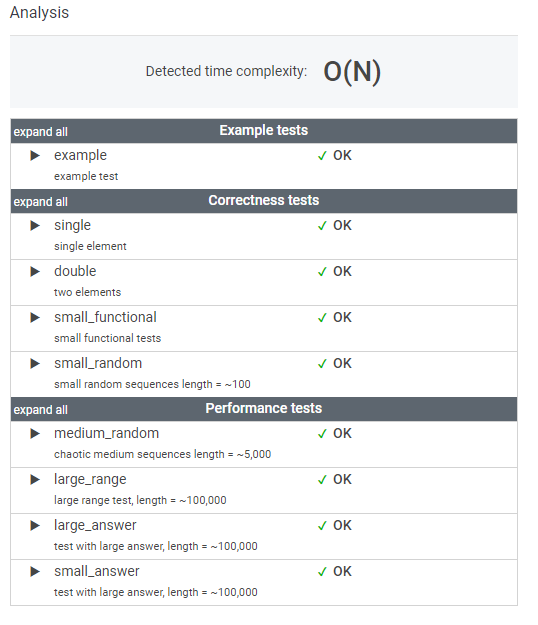 Analysis
Detected time complexity: O(N)
expand all Example tests
▶ example ✓ OK
example test
expand all Correctness tests
▶ single ✓ OK
single element
▶ double ✓ OK
two elements
▶ small_functional ✓ OK
small functional tests
▶ small_random ✓ OK
small random sequences length = ~100
expand all Performance tests
▶ medium_random ✓ OK
chaotic medium sequences length = ~5,000
▶ large_range ✓ OK
large range test, length = ~100,000
▶ large_answer ✓ OK
test with large answer, length = ~100,000
▶ small_answer ✓ OK
test with large answer, length = ~100,000